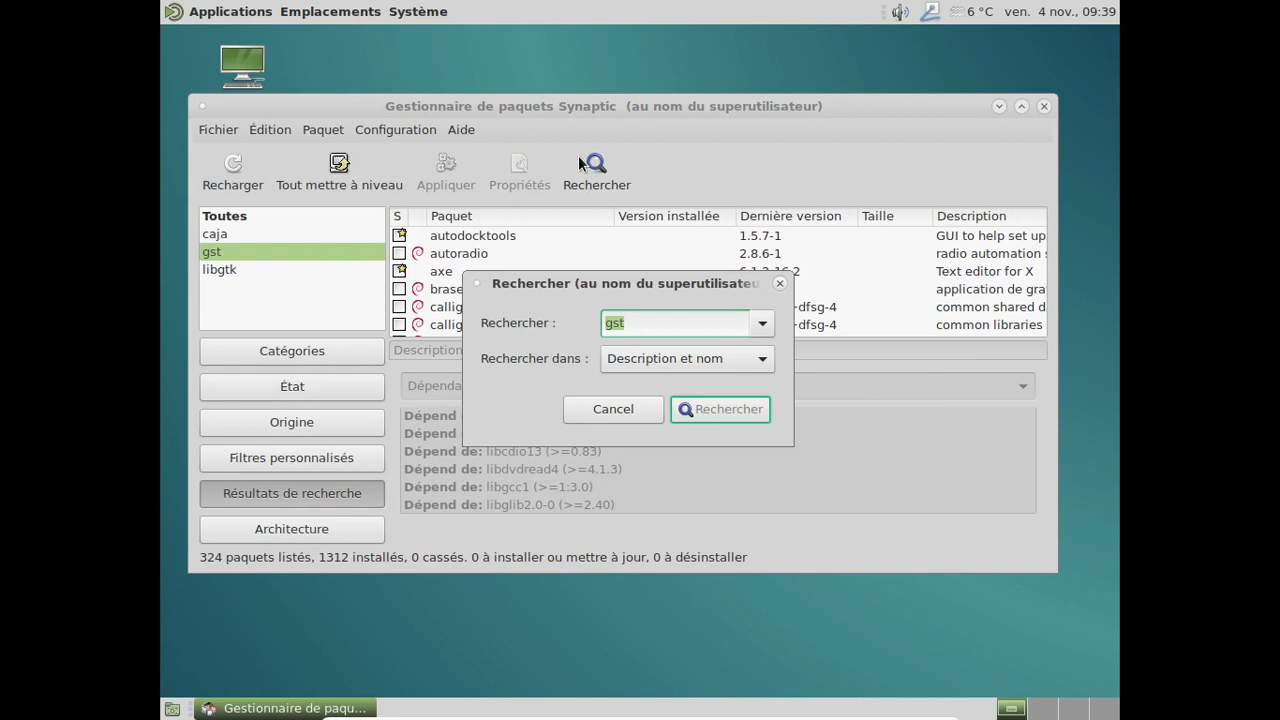 Applications Emplacements Système 6 °C ven. 4 nov., 09:39
Gestionnaire de paquets Synaptic (au nom du superutilisateur)
Fichier Édition Paquet Configuration Aide
Recharger Tout mettre à niveau Appliquer Propriétés Rechercher
Toutes
caja
gst
libgtk
S Paquet Version installée Dernière version Taille Description
autodocktools 1.5.7-1 GUI to help set up
autoradio 2.8.6-1 radio automation
axe Text editor for X
brase application de gra
callig dfsg-4 common shared d
callig dfsg-4 common libraries
Rechercher (au nom du superutilisateu
Rechercher : gst
Rechercher dans : Description et nom
Cancel Rechercher
Catégories
État
Origine
Filtres personnalisés
Résultats de recherche
Architecture
Description
Dépenda
Dépend d
Dépend d
Dépend de: libcdio13 (>=0.83)
Dépend de: libdvdread4 (>=4.1.3)
Dépend de: libgcc1 (>=1:3.0)
Dépend de: libglib2.0-0 (>=2.40)
324 paquets listés, 1312 installés, 0 cassés. 0 à installer ou mettre à jour, 0 à désinstaller
Gestionnaire de paqu...